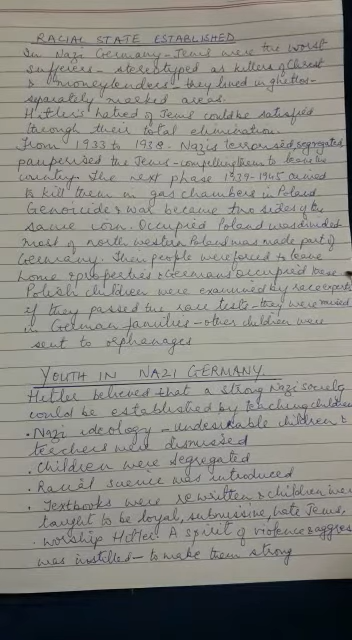 RACIAL STATE ESTABLISHED
In Nazi Germany - Jews were the worst
sufferers - stereotyped as killers of Christ
& moneylenders - they lived in ghettos -
separately marked areas.
Hitler's hatred of Jews could be satisfied
through their total elimination.
From 1933 to 1938 - Nazis terrorised, segregated
pauperised the Jews - compelling them to leave the
country. The next phase 1939-1945 aimed
to kill them in gas chambers in Poland
Genocide & war became two sides of the
same coin. Occupied Poland was divided
most of north western Poland was made part of
Germany. Then people were forced to leave
home & properties & Germans occupied
Polish children were examined by race experts
if they passed the race tests - they were raised
in German families - other children were
sent to orphanages
YOUTH IN NAZI GERMANY
Hitler believed that a strong Nazi society
could be established by teaching children
• Nazi ideology - undesirable children &
teachers were dismissed
• Children were segregated
• Racial science was introduced
• Textbooks were rewritten & children were
taught to be loyal, submissive, hate Jews,
• worship Hitler. A spirit of violence & aggres
was instilled - to make them strong